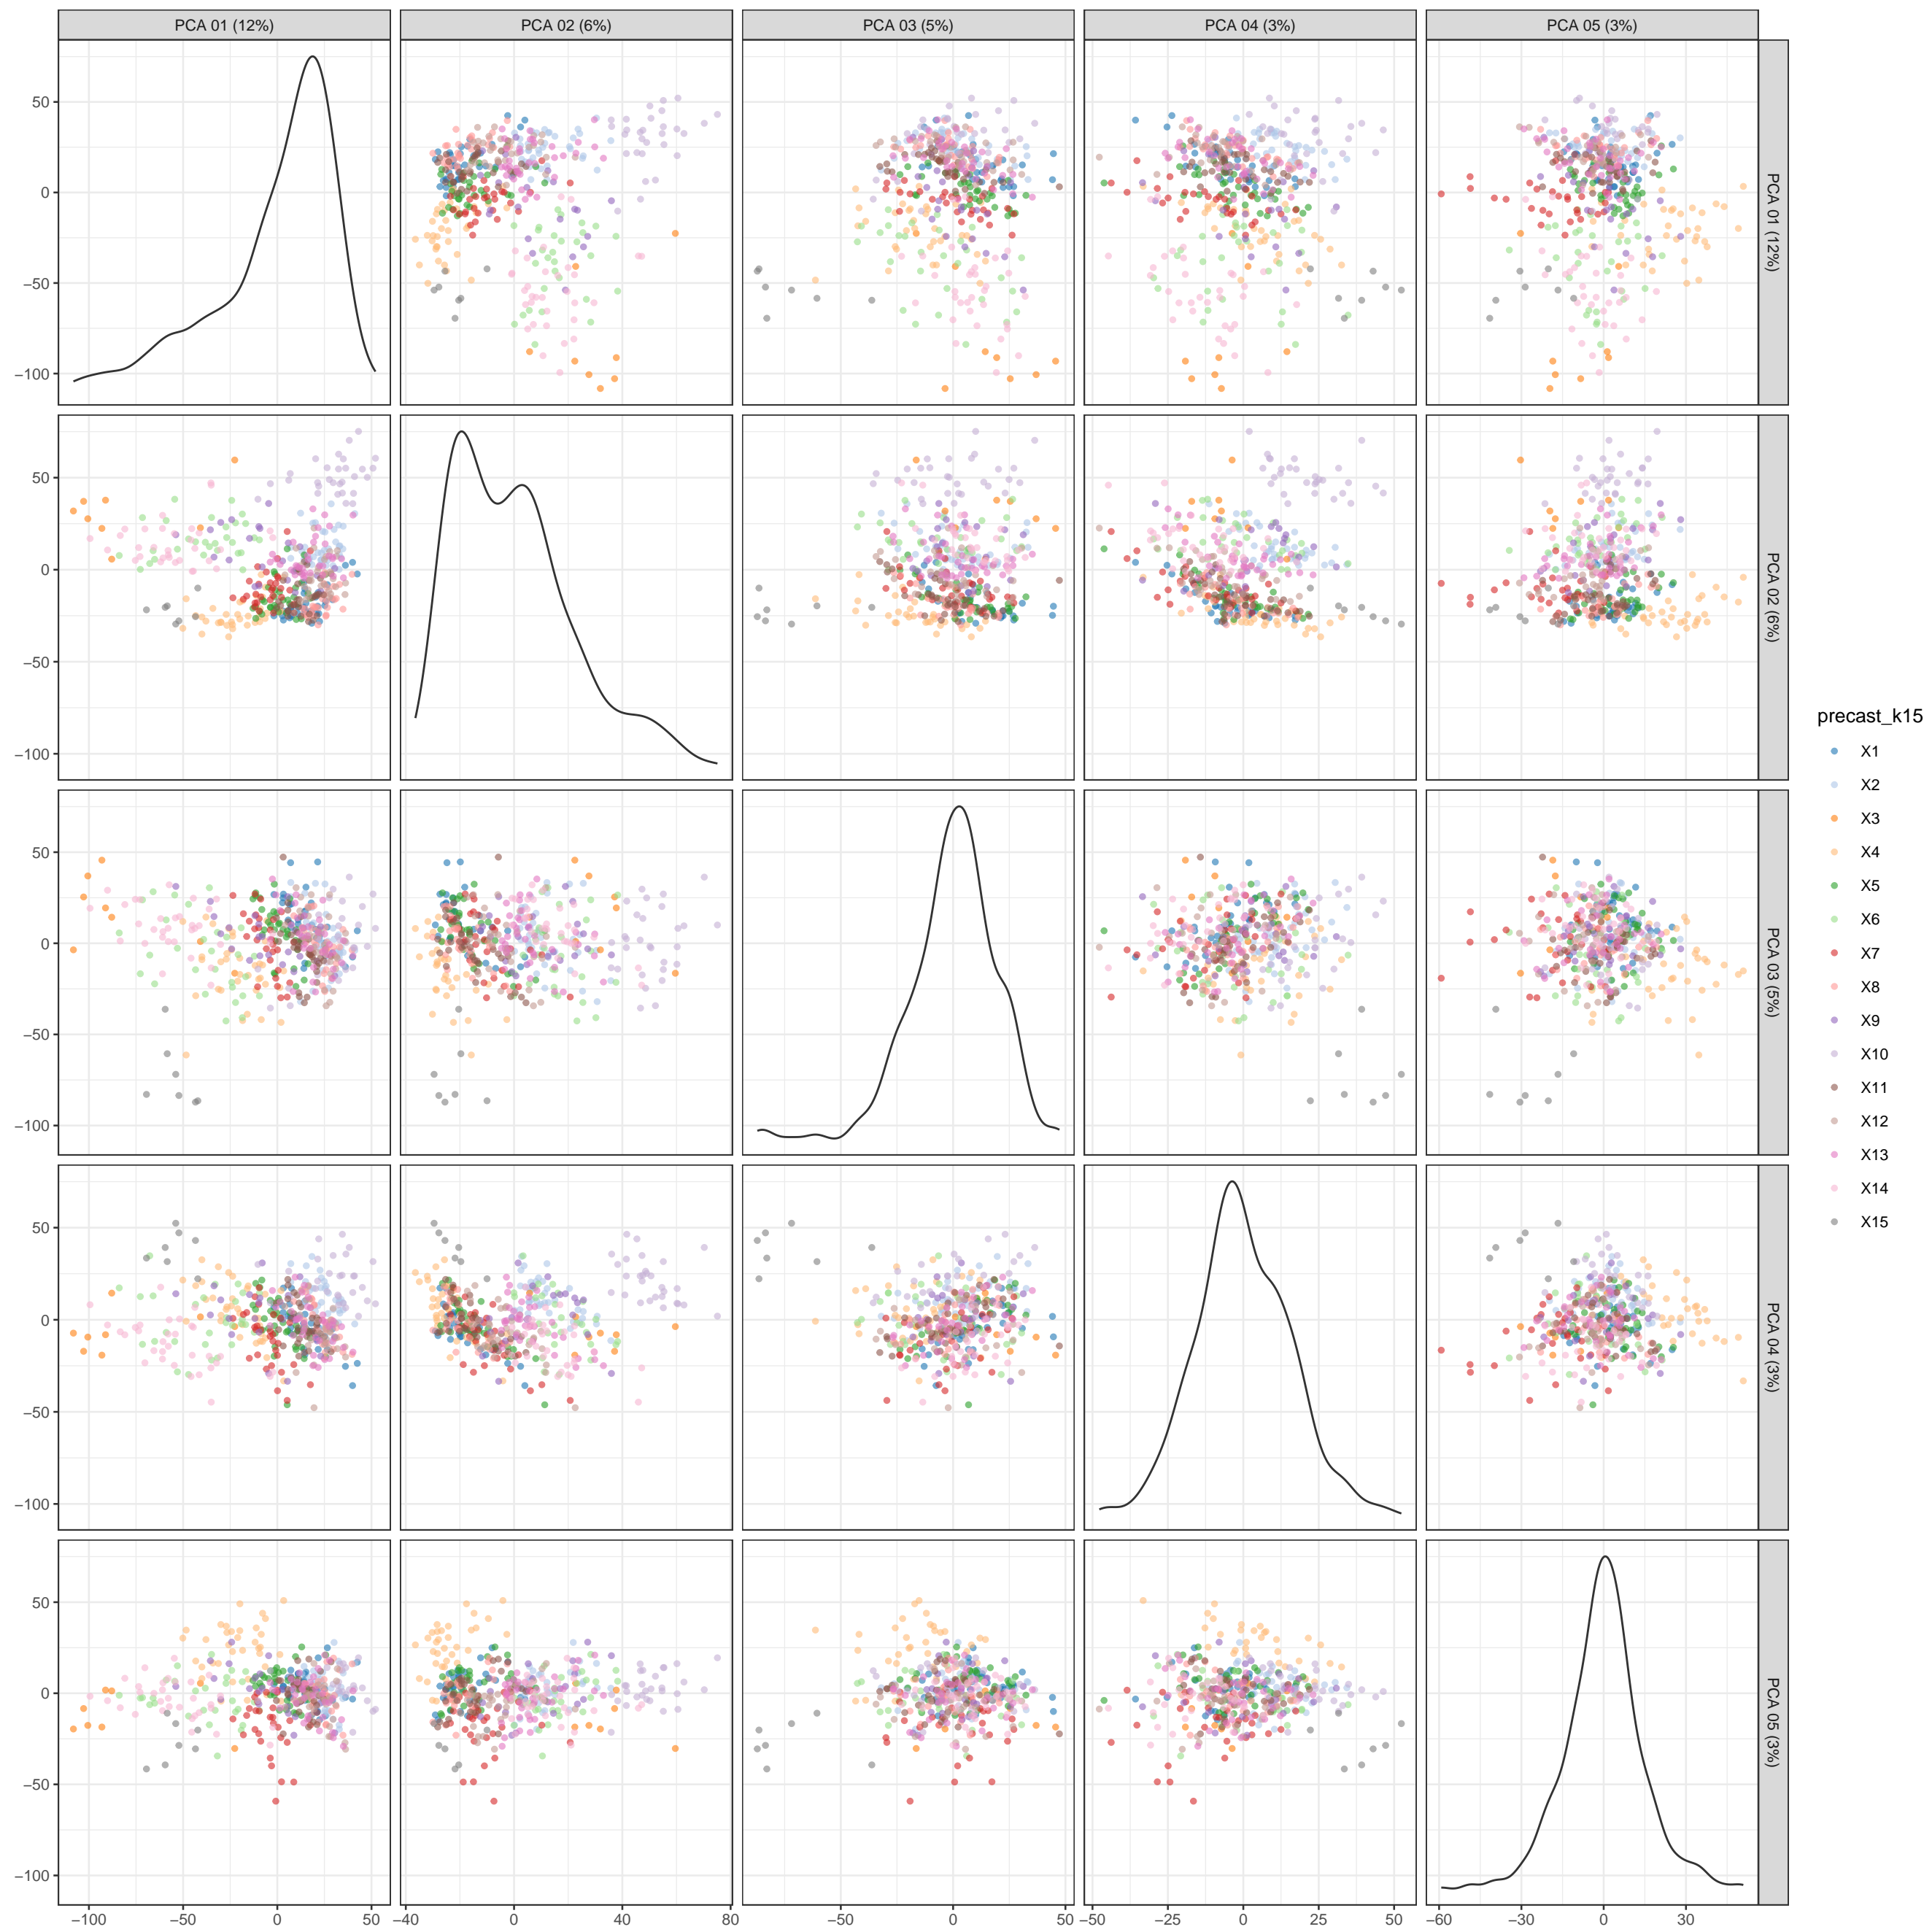 PCA 01 (12%) PCA 02 (6%) PCA 03 (5%) PCA 04 (3%) PCA 05 (3%)
50
0
−50
−100
PCA 01 (12%)
50
0
−50
−100
PCA 02 (6%)
50
0
−50
−100
PCA 03 (5%)
50
0
−50
−100
PCA 04 (3%)
50
0
−50
−100
PCA 05 (3%)
−100 −50 0 50 −40 0 40 80 −50 0 50 −50 −25 0 25 50 −60 −30 0 30
precast_k15
X1
X2
X3
X4
X5
X6
X7
X8
X9
X10
X11
X12
X13
X14
X15